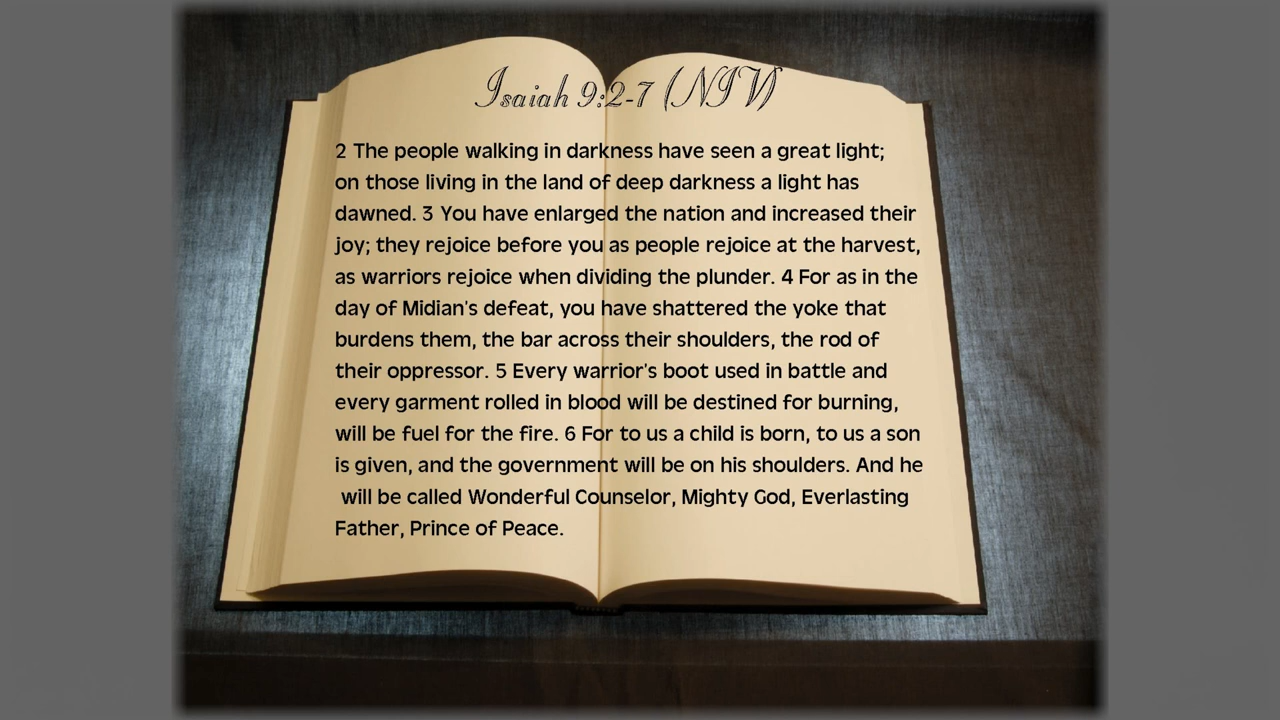 Isaiah 9:2-7 (NIV)
2 The people walking in darkness have seen a great light;
on those living in the land of deep darkness a light has
dawned. 3 You have enlarged the nation and increased their
joy; they rejoice before you as people rejoice at the harvest,
as warriors rejoice when dividing the plunder. 4 For as in the
day of Midian's defeat, you have shattered the yoke that
burdens them, the bar across their shoulders, the rod of
their oppressor. 5 Every warrior's boot used in battle and
every garment rolled in blood will be destined for burning,
will be fuel for the fire. 6 For to us a child is born, to us a son
is given, and the government will be on his shoulders. And he
will be called Wonderful Counselor, Mighty God, Everlasting
Father, Prince of Peace.